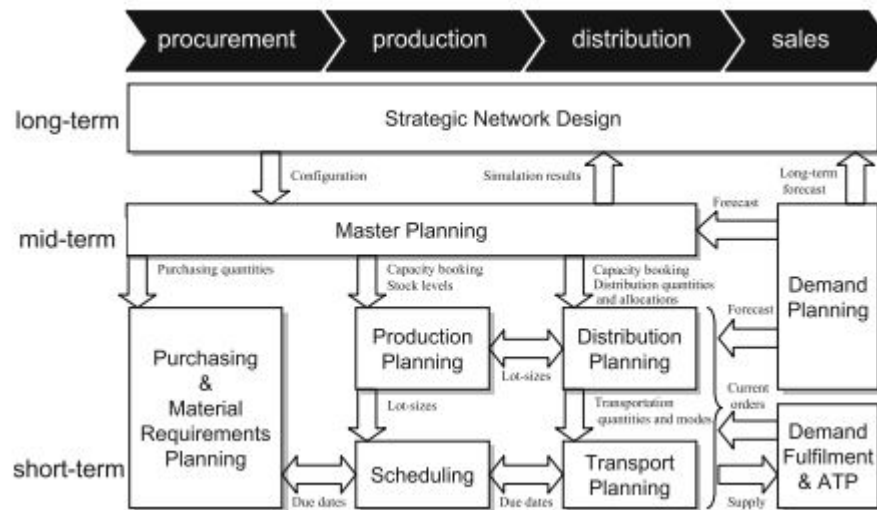 procurement
production
distribution
sales
long-term
Strategic Network Design
Configuration
Simulation results
Long-term
forecast
Forecast
mid-term
Master Planning
Purchasing quantities
Capacity booking
Stock levels
Capacity booking
Distribution quantities
and allocations
Demand
Planning
Purchasing
&
Material
Requirements
Planning
Production
Planning
Lot-sizes
Distribution
Planning
Forecast
Lot-sizes
Transportation
quantities and modes
Current
orders
short-term
Due dates
Scheduling
Due dates
Transport
Planning
Supply
Demand
Fulfilment
& ATP